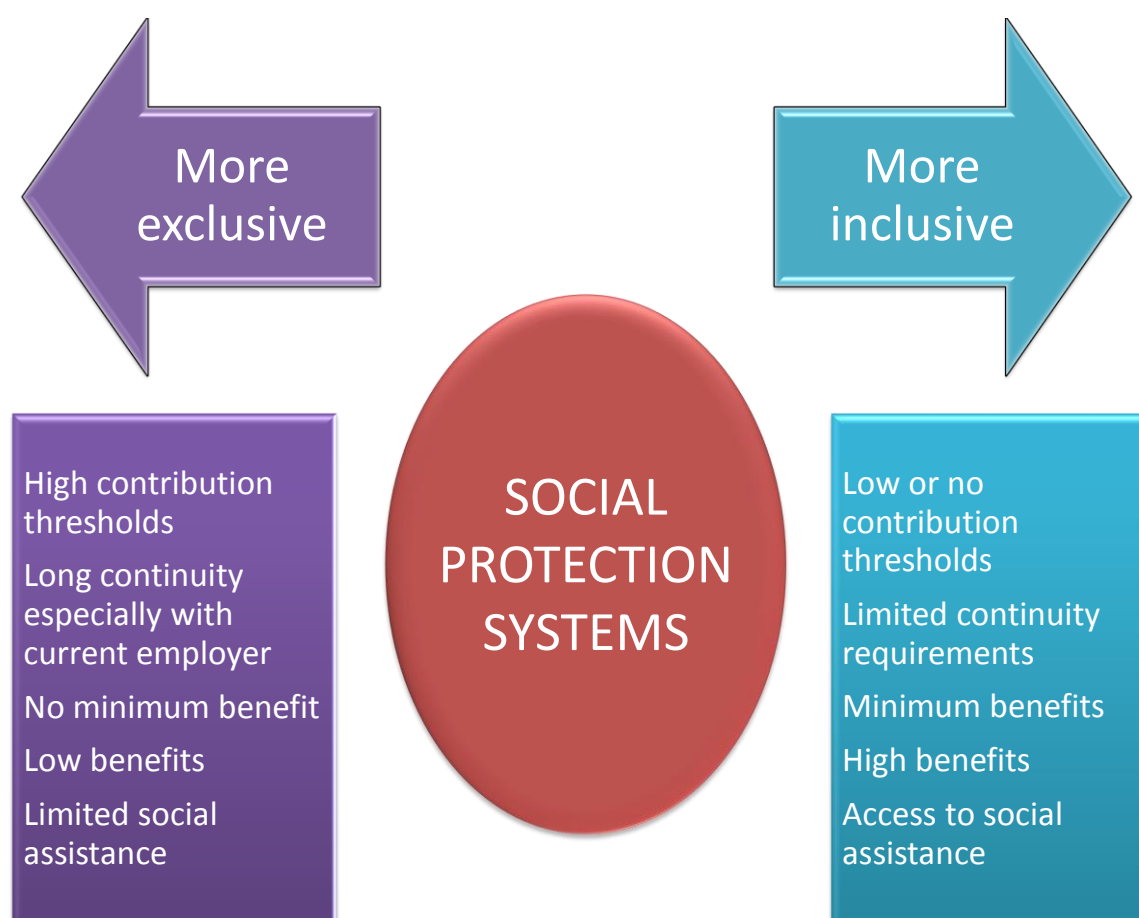 More
exclusive
More
inclusive
High contribution
thresholds
Long continuity
especially with
current employer
No minimum benefit
Low benefits
Limited social
assistance
SOCIAL
PROTECTION
SYSTEMS
Low or no
contribution
thresholds
Limited continuity
requirements
Minimum benefits
High benefits
Access to social
assistance